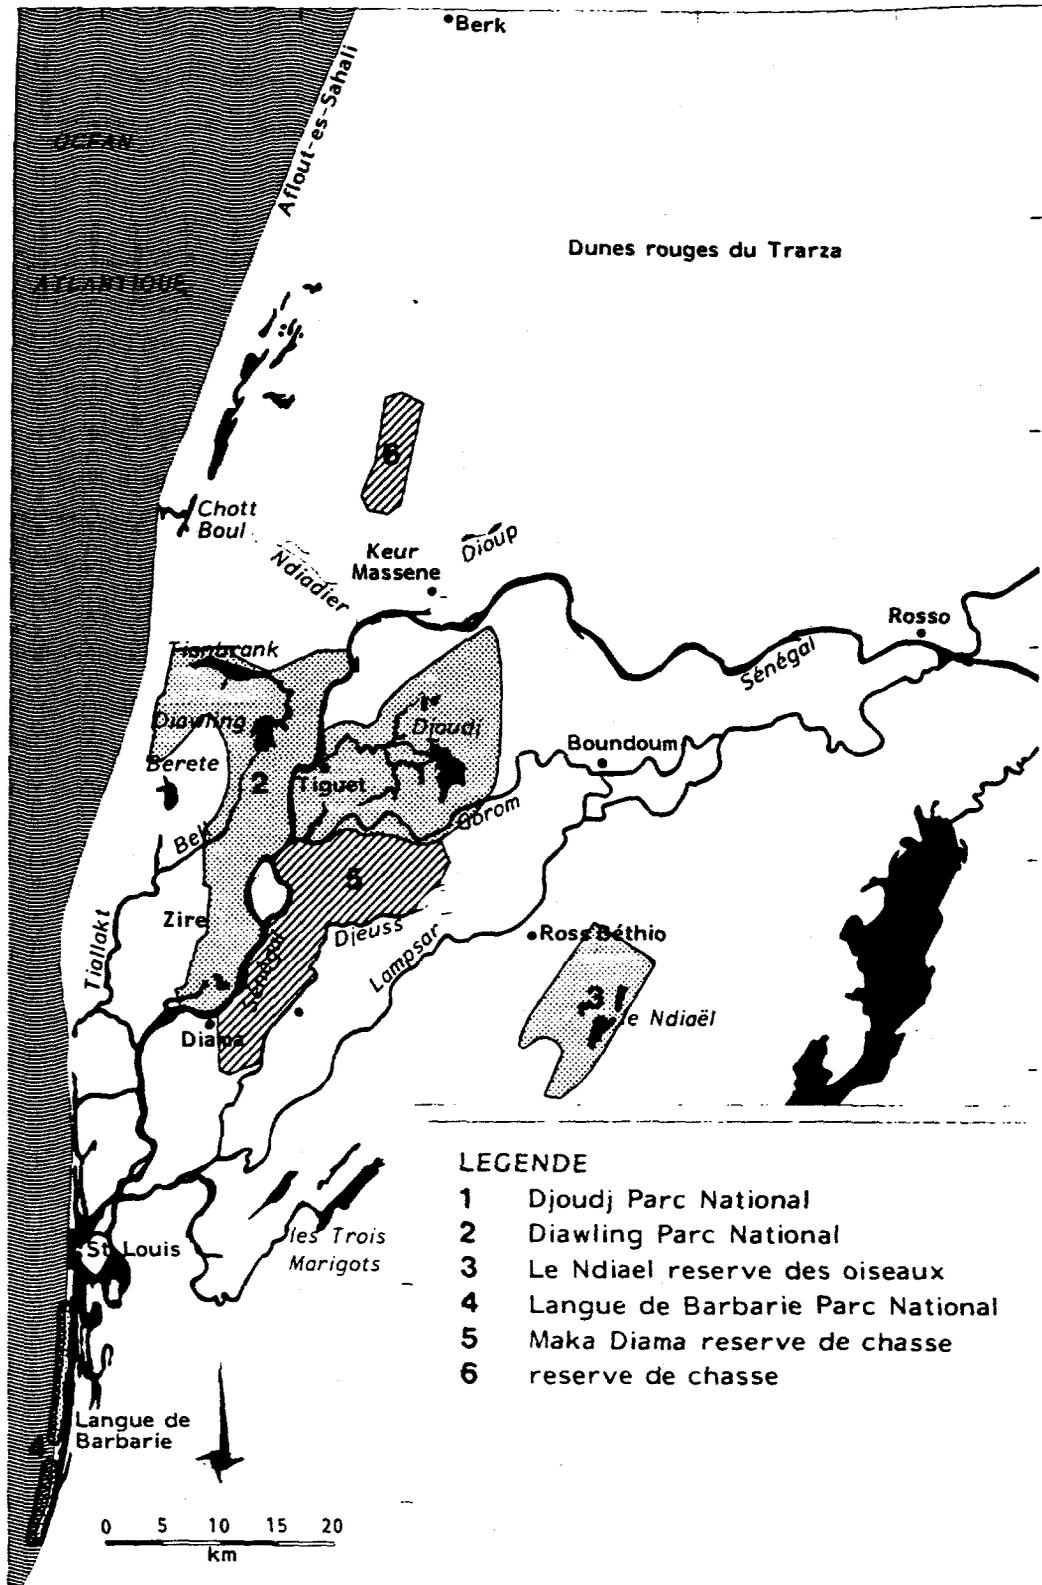 Berk
Aflout-es-Sahali
OCEAN
ATLANTIQUE
Dunes rouges du Trarza
6
Chott
Boul
Ndiadier
Keur
Massene
Dioup
Rosso
Sénégal
Tianbrank
Diawling
Djoudj
Boundoum
Berete
2
Tiguet
1
Gorom
Bell
5
Zire
Djeuss
Tiallakt
Sénégal
Lampsar
Ross Béthio
3
le Ndiaël
Diama
LEGENDE
1 Djoudj Parc National
2 Diawling Parc National
3 Le Ndiael reserve des oiseaux
4 Langue de Barbarie Parc National
5 Maka Diama reserve de chasse
6 reserve de chasse
les Trois
Marigots
St. Louis
Langue de
Barbarie
4
0 5 10 15 20
km